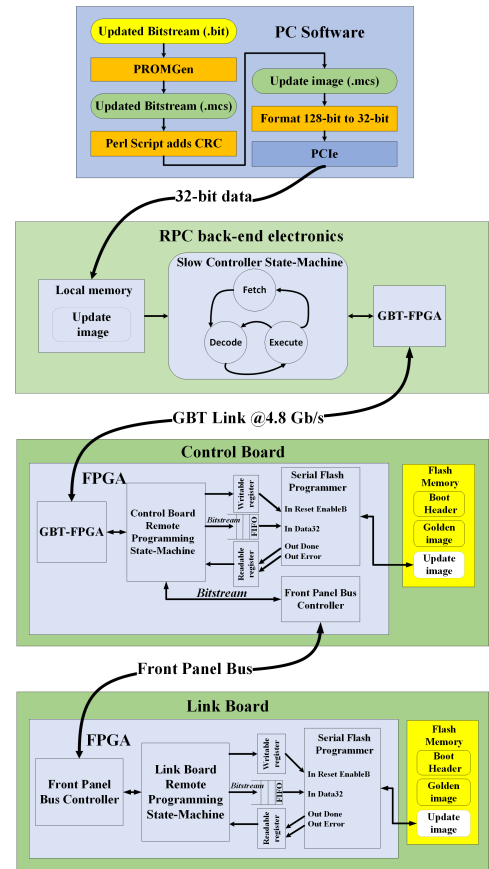 PC Software
Updated Bitstream (.bit)
PROMGen
Updated Bitstream (.mcs)
Perl Script adds CRC
Update image (.mcs)
Format 128-bit to 32-bit
PCIe
32-bit data
RPC back-end electronics
Local memory
Update
image
Slow Controller State-Machine
Fetch
Decode
Execute
GBT-FPGA
GBT Link @4.8 Gb/s
Control Board
FPGA
GBT-FPGA
Control Board
Remote
Programming
State-Machine
Writable
register
Bitstream
FIFO
Readable
register
Serial Flash
Programmer
In Reset EnableB
In Data32
Out Done
Out Error
Bitstream
Front Panel Bus
Controller
Flash
Memory
Boot
Header
Golden
image
Update
image
Front Panel Bus
Link Board
FPGA
Front Panel
Bus Controller
Link Board
Remote
Programming
State-Machine
Writable
register
Bitstream
FIFO
Readable
register
Serial Flash
Programmer
In Reset EnableB
In Data32
Out Done
Out Error
Flash
Memory
Boot
Header
Golden
image
Update
image